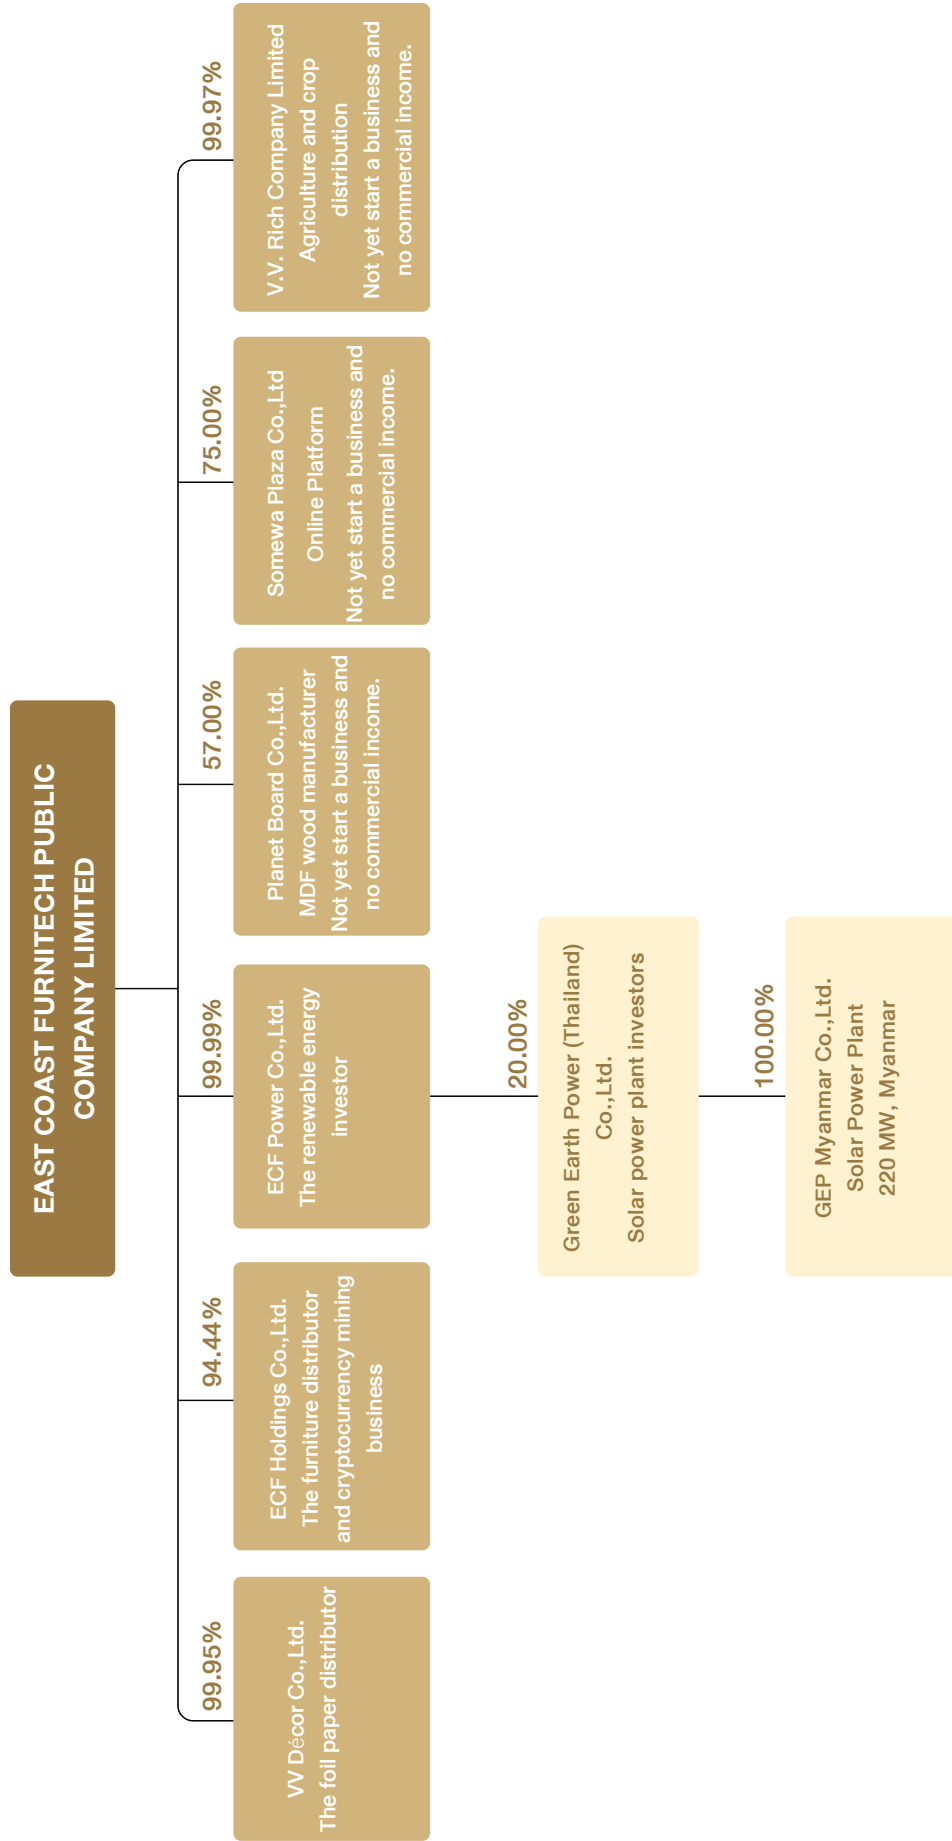 EAST COAST FURNITECH PUBLIC
COMPANY LIMITED
99.95%
VV Décor Co.,Ltd.
The foil paper distributor
94.44%
ECF Holdings Co.,Ltd.
The furniture distributor
and cryptocurrency mining
business
99.99%
ECF Power Co.,Ltd.
The renewable energy
investor
57.00%
Planet Board Co.,Ltd.
MDF wood manufacturer
Not yet start a business and
no commercial income.
75.00%
Somewa Plaza Co.,Ltd
Online Platform
Not yet start a business and
no commercial income.
99.97%
V.V. Rich Company Limited
Agriculture and crop
distribution
Not yet start a business and
no commercial income.
20.00%
Green Earth Power (Thailand)
Co.,Ltd.
Solar power plant investors
100.00%
GEP Myanmar Co.,Ltd.
Solar Power Plant
220 MW, Myanmar